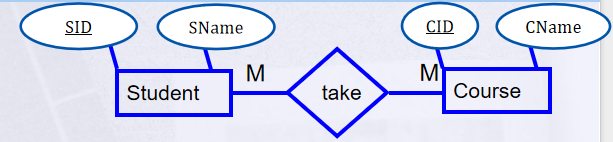 SID
SName
CID
CName
Student
M
take
M
Course